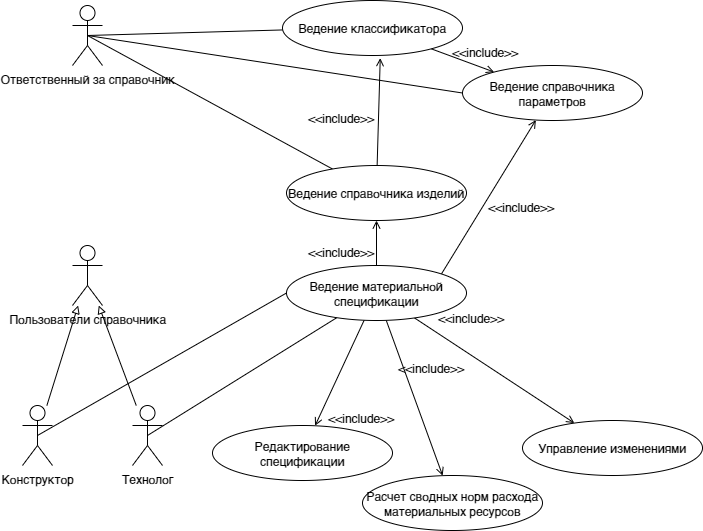 Ведение классификатора
<<include>>
Ответственный за справочник
Ведение справочника
параметров
<<include>>
Ведение справочника изделий
<<include>>
<<include>>
Ведение материальной
спецификации
Пользователи справочника
<<include>>
<<include>>
<<include>>
Редактирование
спецификации
Управление изменениями
Конструктор
Технолог
Расчет сводных норм расхода
материальных ресурсов